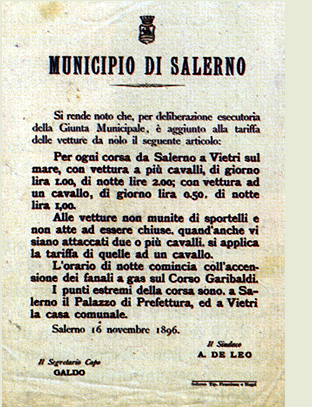 MUNICIPIO DI SALERNO
Si rende noto che, per deliberazione esecutoria
della Giunta Municipale, è aggiunto alla tariffa
delle vetture da nolo il seguente articolo:
Per ogni corsa da Salerno a Vietri sul
mare, con vettura a più cavalli, di giorno
lira 1.00, di notte lire 2.00; con vettura ad
un cavallo, di giorno lira 0.50, di notte
lira 1,00.
Alle vetture non munite di sportelli e
non atte ad essere chiuse, quand'anche vi
siano attaccati due o più cavalli, si applica
la tariffa di quelle ad un cavallo.
L'orario di notte comincia coll'accen-
sione dei fanali a gas sul Corso Garibaldi.
I punti estremi della corsa sono, a Sa-
lerno il Palazzo di Prefettura, ed a Vietri
la casa comunale.
Salerno 16 novembre 1896.
Il Sindaco
A. DE LEO
Il Segretario Capo
GALDO
Salerno Tip.